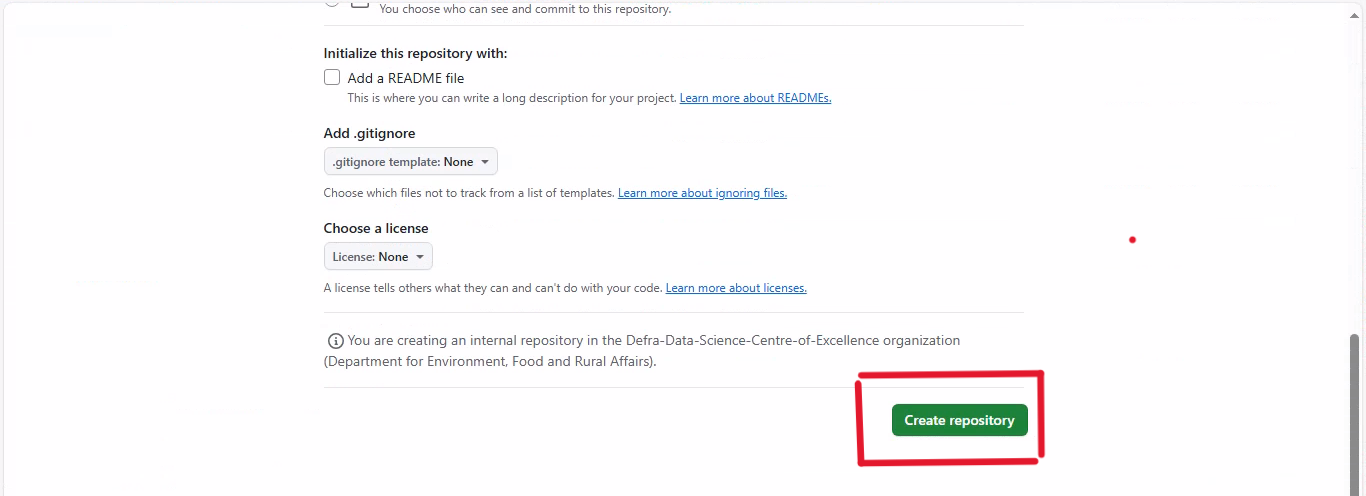 You choose who can see and commit to this repository.
Initialize this repository with:
Add a README file
This is where you can write a long description for your project. Learn more about READMEs.
Add .gitignore
.gitignore template: None
Choose which files not to track from a list of templates. Learn more about ignoring files.
Choose a license
License: None
A license tells others what they can and can't do with your code. Learn more about licenses.
You are creating an internal repository in the Defra-Data-Science-Centre-of-Excellence organization
(Department for Environment, Food and Rural Affairs).
Create repository